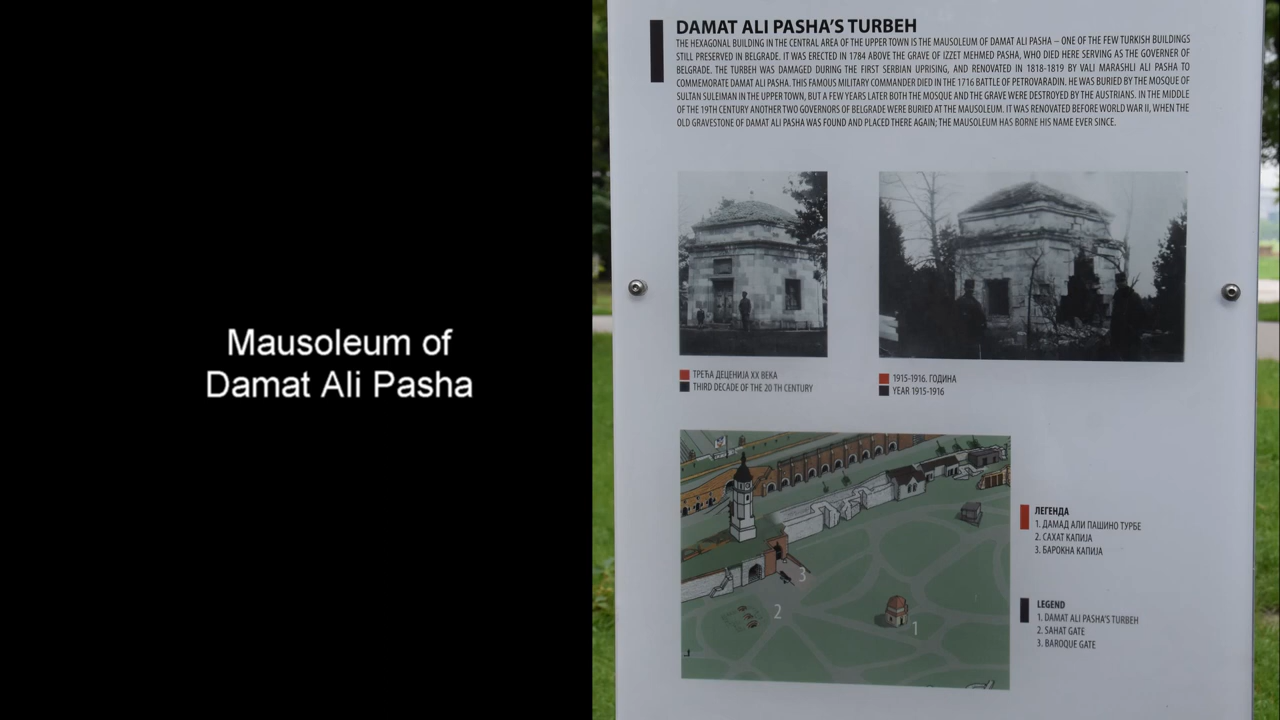 Mausoleum of
Damat Ali Pasha
DAMAT ALI PASHA'S TURBEH
THE HEXAGONAL BUILDING IN THE CENTRAL AREA OF THE UPPER TOWN IS THE MAUSOLEUM OF DAMAT ALI PASHA – ONE OF THE FEW TURKISH BUILDINGS
STILL PRESERVED IN BELGRADE. IT WAS ERECTED IN 1784 ABOVE THE GRAVE OF IZZET MEHMED PASHA, WHO DIED HERE SERVING AS THE GOVERNOR OF
BELGRADE. THE TURBEH WAS DAMAGED DURING THE FIRST SERBIAN UPRISING, AND RENOVATED IN 1818-1819 BY VALI MARASHLI ALI PASHA TO
COMMEMORATE DAMAT ALI PASHA. THIS FAMOUS MILITARY COMMANDER DIED IN THE 1716 BATTLE OF PETROVARADIN. HE WAS BURIED BY THE MOSQUE OF
SULTAN SULEIMAN IN THE UPPER TOWN, BUT A FEW YEARS LATER BOTH THE MOSQUE AND THE GRAVE WERE DESTROYED BY THE AUSTRIANS. IN THE MIDDLE
OF THE 19TH CENTURY ANOTHER TWO GOVERNORS OF BELGRADE WERE BURIED AT THE MAUSOLEUM. IT WAS RENOVATED BEFORE WORLD WAR II, WHEN THE
OLD GRAVESTONE OF DAMAT ALI PASHA WAS FOUND AND PLACED THERE AGAIN; THE MAUSOLEUM HAS BORNE HIS NAME EVER SINCE.
ТРЕЋА ДЕЦЕНИЈА XX ВЕКА
THIRD DECADE OF THE 20 TH CENTURY
1915-1916. ГОДИНА
YEAR 1915-1916
3
2
1
ЛЕГЕНДА
1. ДАМАД АЛИ ПАШИНО ТУРБЕ
2. САХАТ КАПИЈА
3. БАРОКНА КАПИЈА
LEGEND
1. DAMAT ALI PASHA'S TURBEH
2. SAHAT GATE
3. BAROQUE GATE